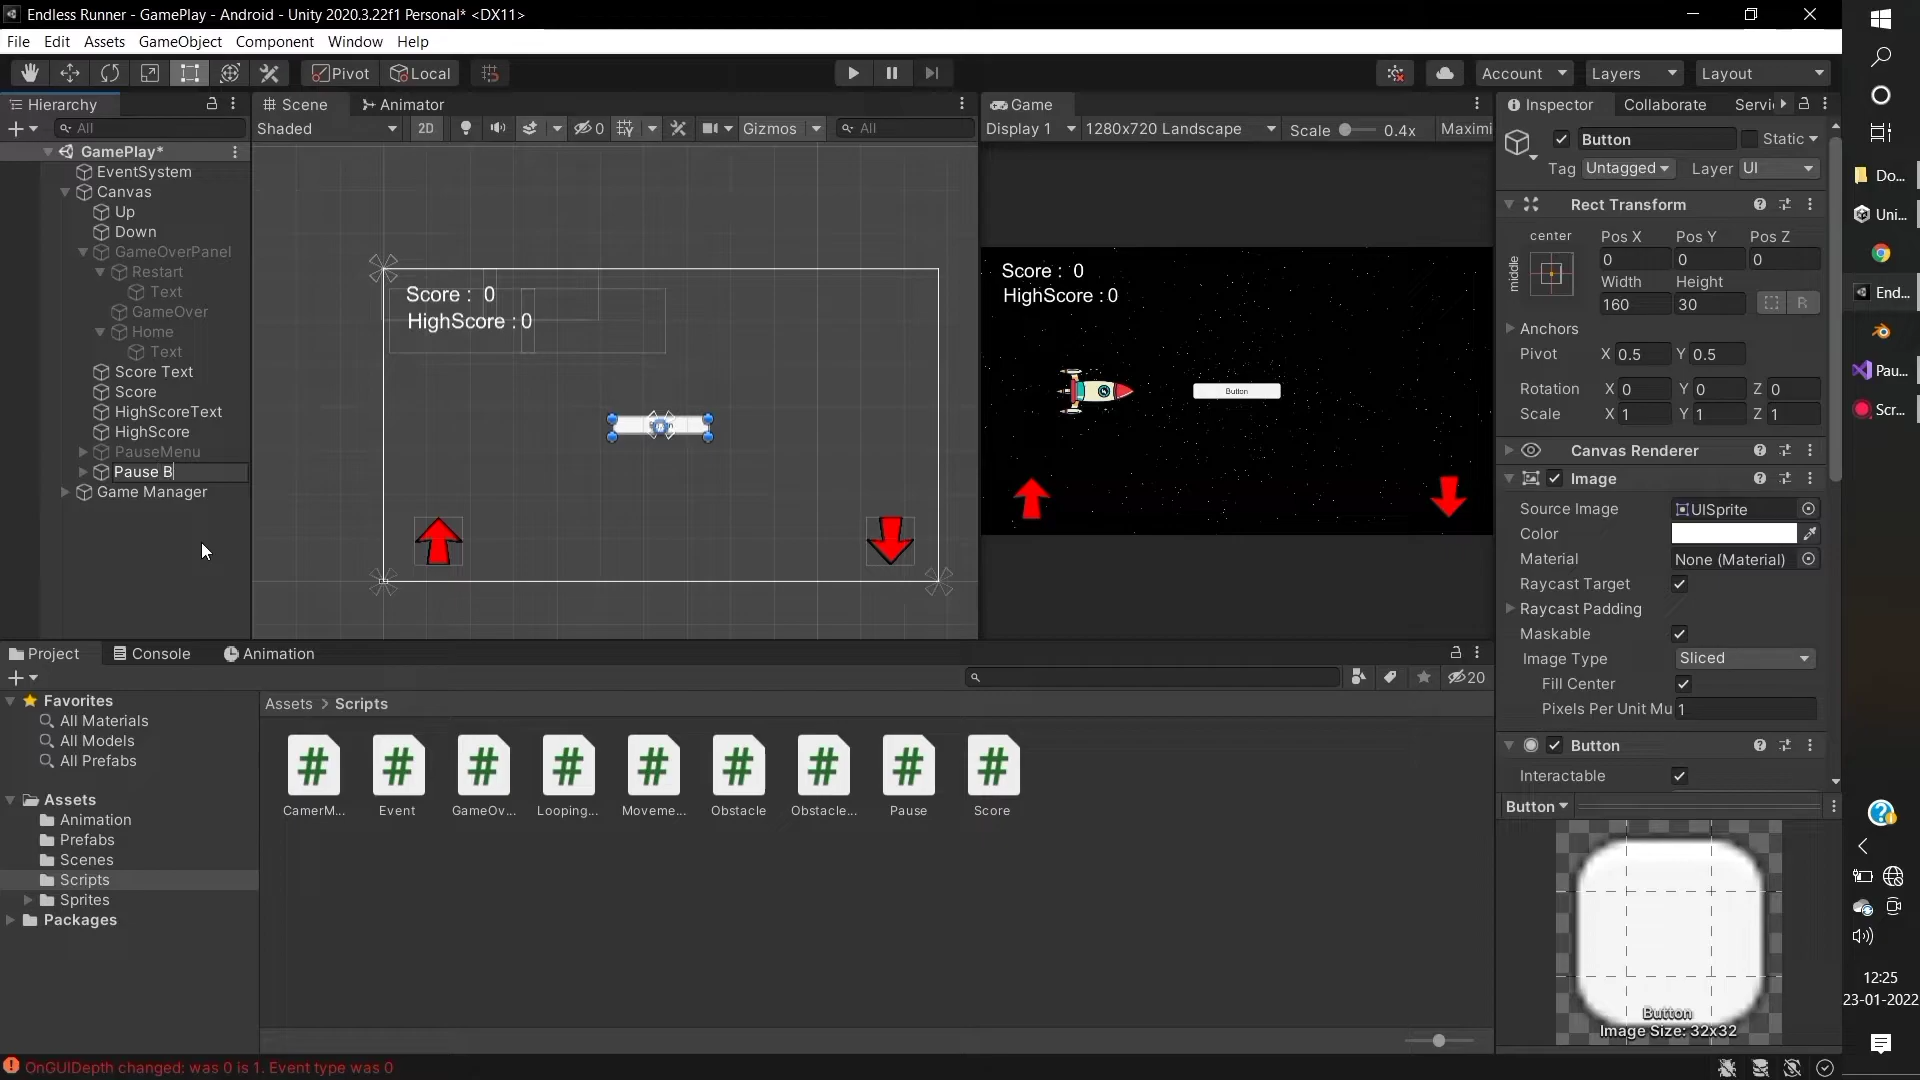 Endless Runner - GamePlay - Android - Unity 2020.3.22f1 Personal* <DX11>
File Edit Assets GameObject Component Window Help
Pivot Local Account Layers Layout
Hierarchy
All
GamePlay*
EventSystem
Canvas
Up
Down
GameOverPanel
Restart
Text
GameOver
Home
Text
Score Text
Score
HighScoreText
HighScore
PauseMenu
Pause B
Game Manager
Scene Animator
Shaded 2D 0 Gizmos All
Score : 0
HighScore : 0
Game
Display 1 1280x720 Landscape Scale 0.4x Maximi
Score : 0
HighScore : 0
Button
Inspector Collaborate Servi
Button Static
Tag Untagged Layer UI
Rect Transform
center Pos X Pos Y Pos Z
middle
0 0 0
Width Height
160 30 R
Anchors
Pivot X 0.5 Y 0.5
Rotation X 0 Y 0 Z 0
Scale X 1 Y 1 Z 1
Canvas Renderer
Image
Source Image UISprite
Color
Material None (Material)
Raycast Target
Raycast Padding
Maskable
Image Type Sliced
Fill Center
Pixels Per Unit Mu 1
Button
Interactable
Button
Button
Image Size: 32x32
Project Console Animation
20
Favorites
All Materials
All Models
All Prefabs
Assets
Animation
Prefabs
Scenes
Scripts
Sprites
Packages
Assets > Scripts
CamerM... Event GameOv... Looping... Moveme... Obstacle Obstacle... Pause Score
OnGUIDepth changed: was 0 is 1. Event type was 0
Do...
Uni...
End...
Pau...
Scr...
12:25
23-01-2022